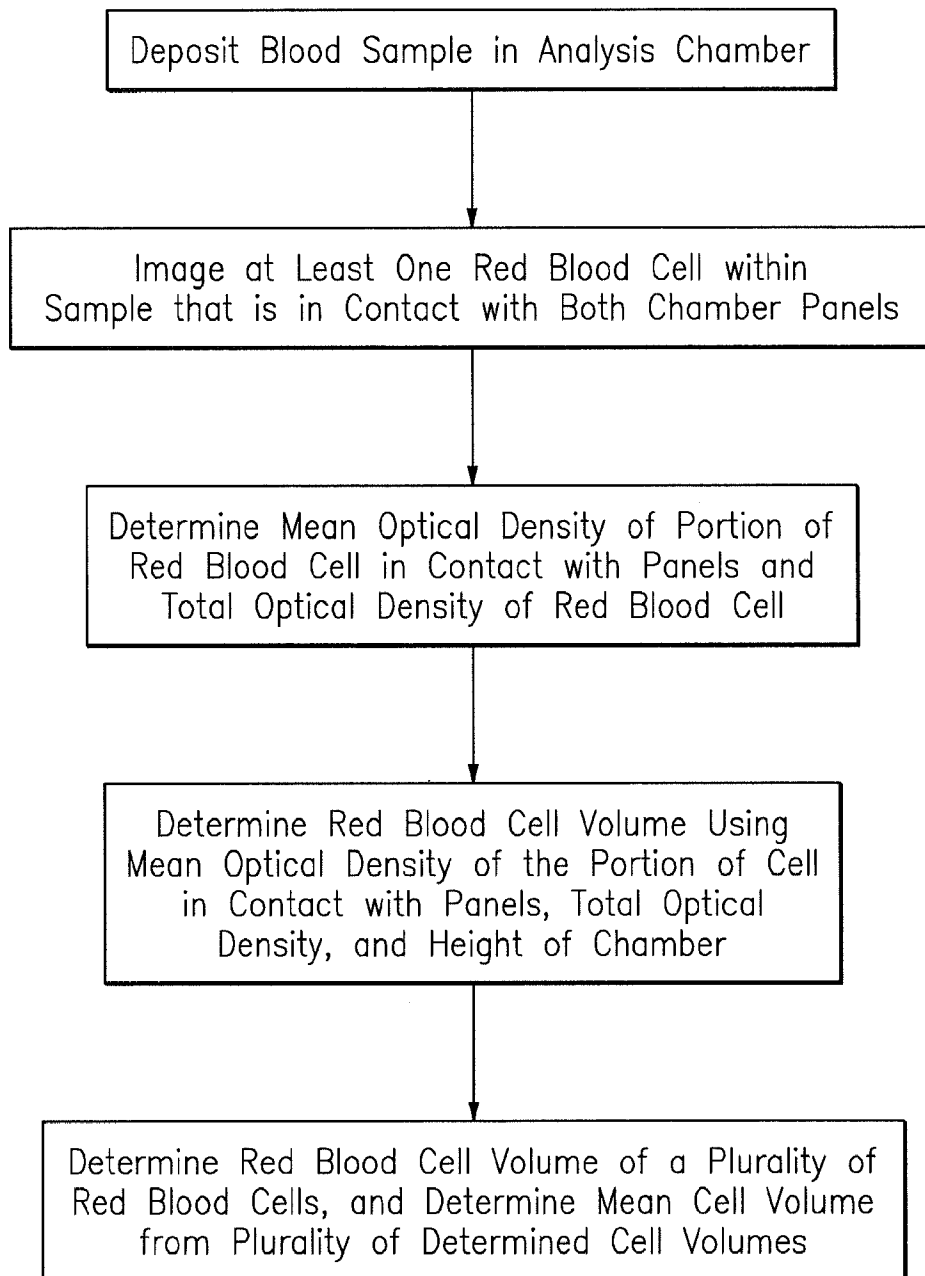 Deposit Blood Sample in Analysis Chamber
Image at Least One Red Blood Cell within
Sample that is in Contact with Both Chamber Panels
Determine Mean Optical Density of Portion of
Red Blood Cell in Contact with Panels and
Total Optical Density of Red Blood Cell
Determine Red Blood Cell Volume Using
Mean Optical Density of the Portion of Cell
in Contact with Panels, Total Optical
Density, and Height of Chamber
Determine Red Blood Cell Volume of a Plurality of
Red Blood Cells, and Determine Mean Cell Volume
from Plurality of Determined Cell Volumes